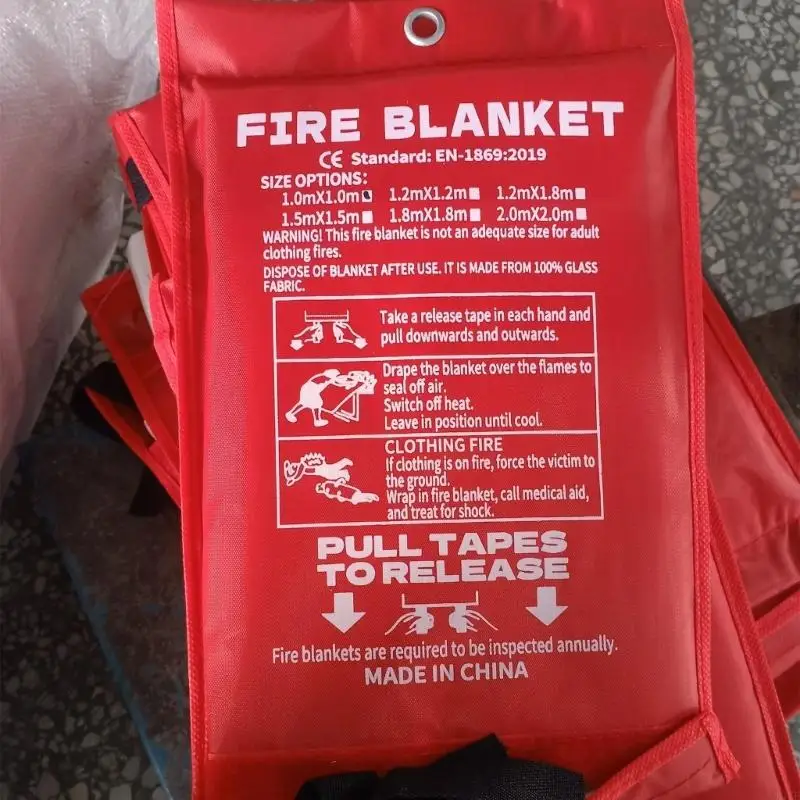 FIRE BLANKET
CE Standard: EN-1869:2019
SIZE OPTIONS:
1.0mX1.0m 1.2mX1.2m 1.2mX1.8m
1.5mX1.5m 1.8mX1.8m 2.0mX2.0m
WARNING! This fire blanket is not an adequate size for adult
clothing fires.
DISPOSE OF BLANKET AFTER USE. IT IS MADE FROM 100% GLASS
FABRIC.
Take a release tape in each hand and
pull downwards and outwards.
Drape the blanket over the flames to
seal off air.
Switch off heat.
Leave in position until cool.
CLOTHING FIRE
If clothing is on fire, force the victim to
the ground.
Wrap in fire blanket, call medical aid,
and treat for shock.
PULL TAPES
TO RELEASE
Fire blankets are required to be inspected annually.
MADE IN CHINA